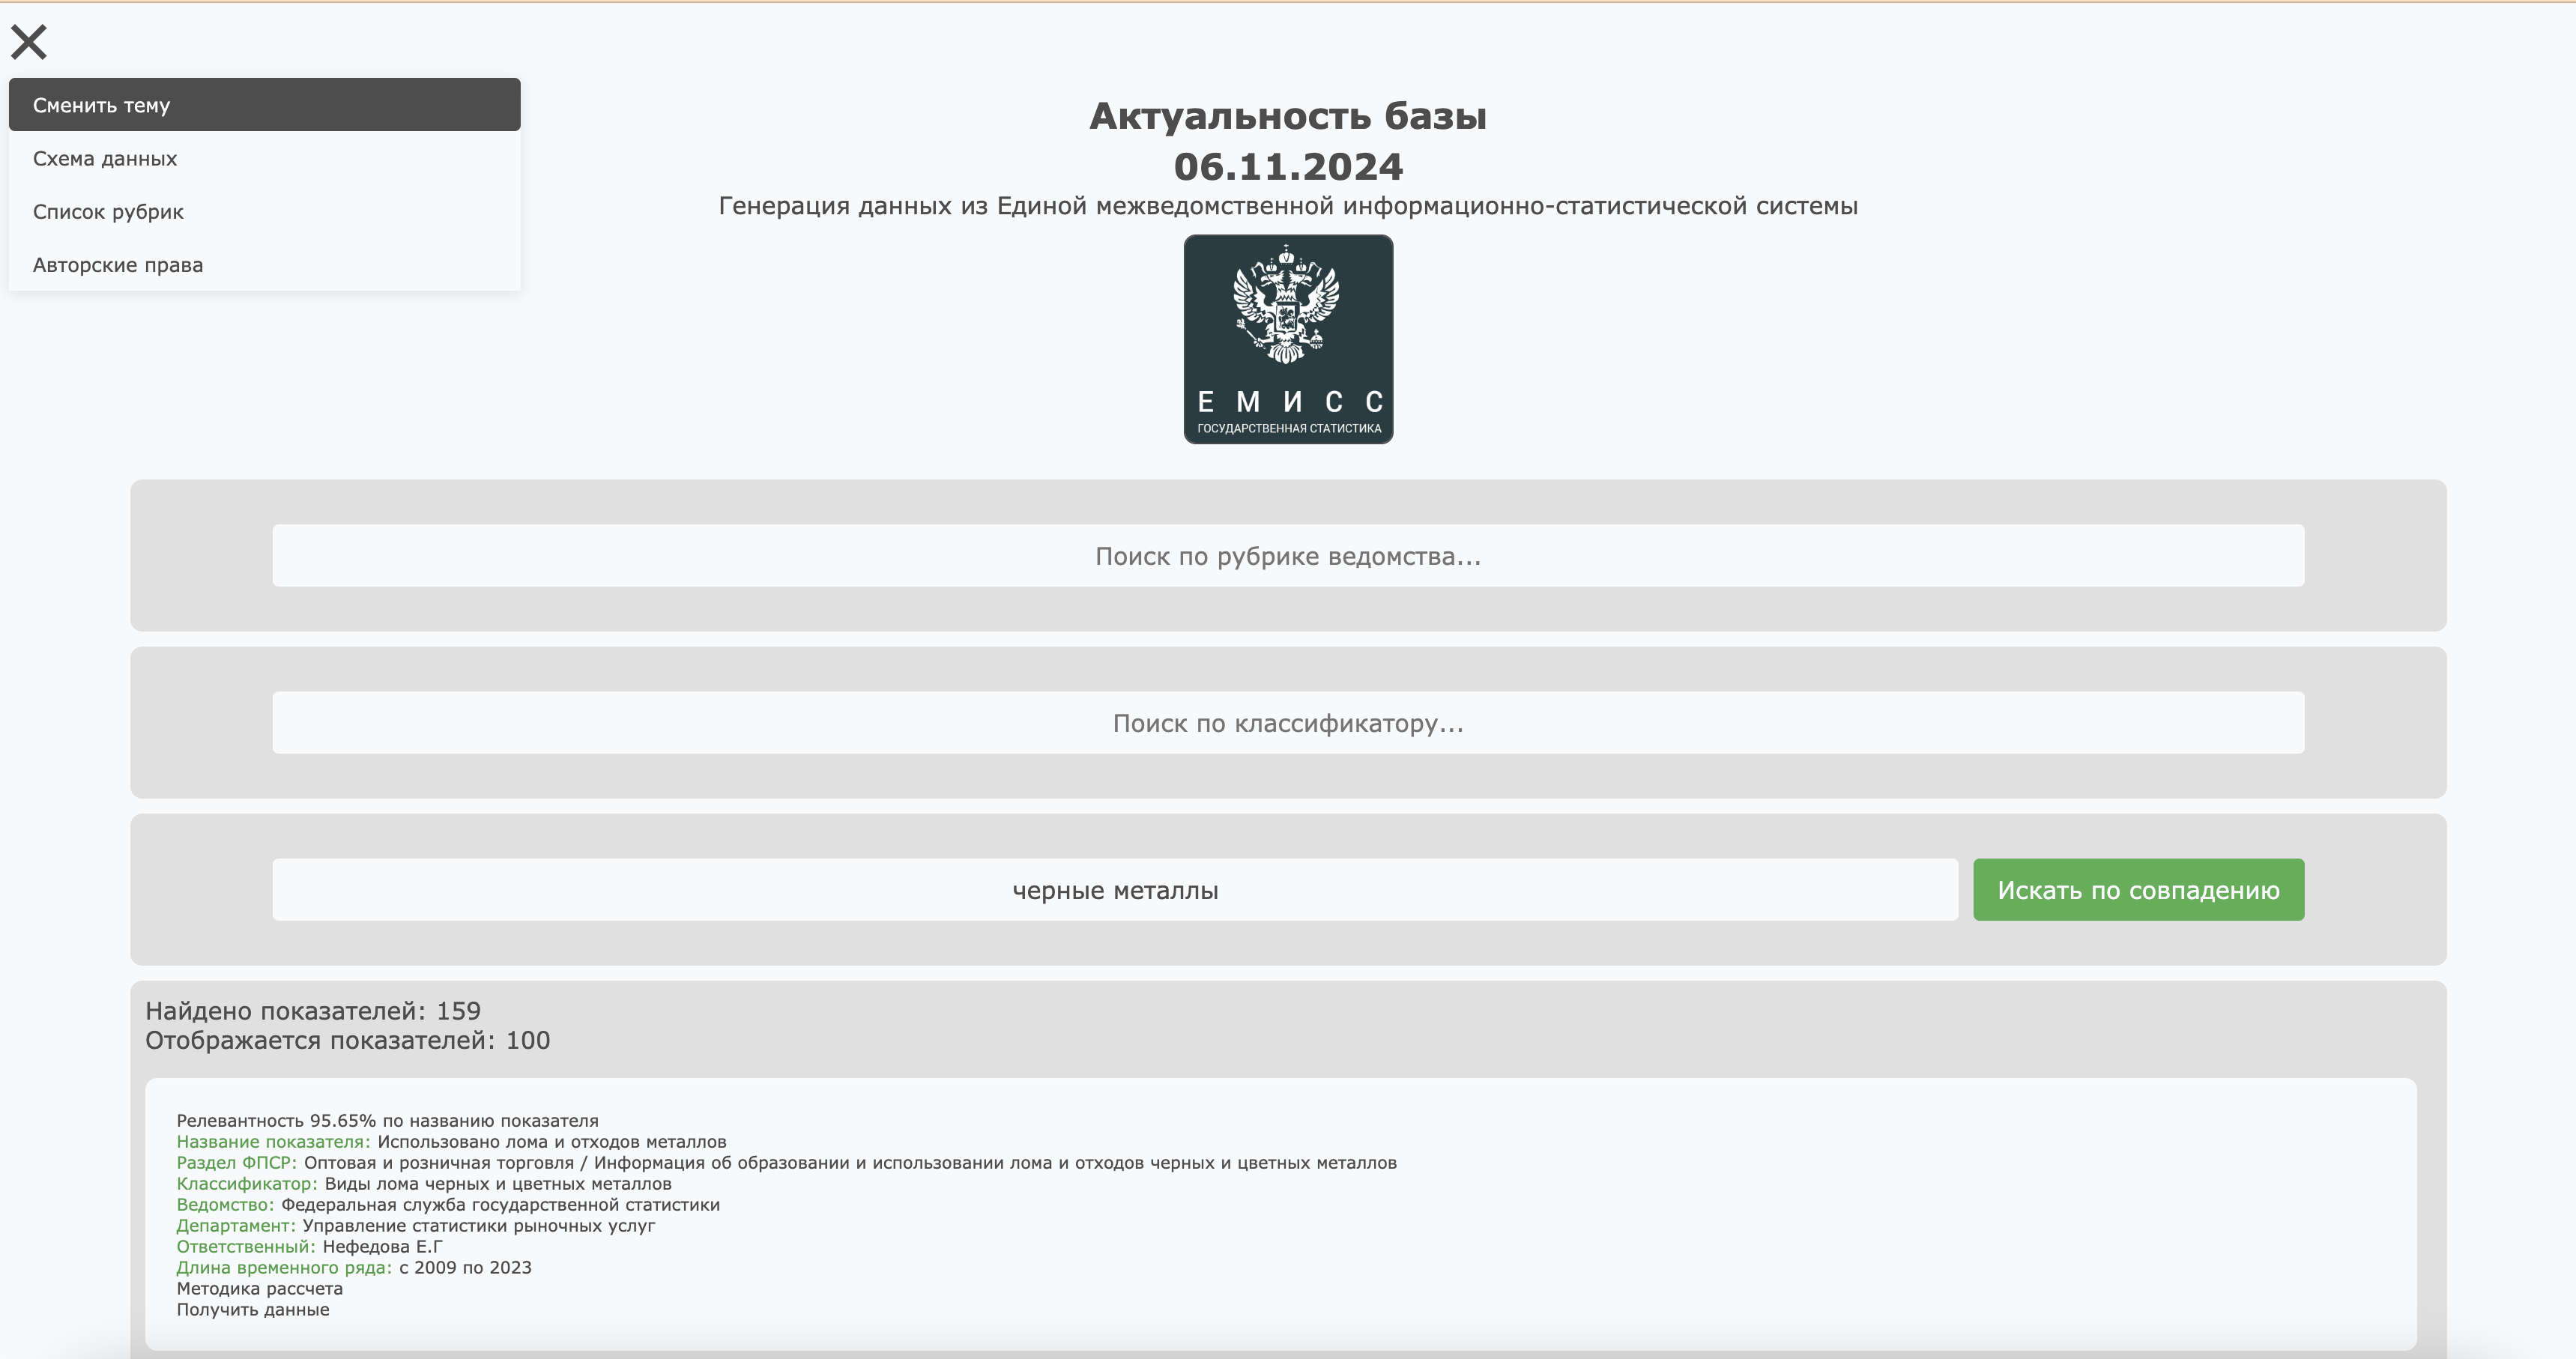 Сменить тему
Схема данных
Список рубрик
Авторские права
Актуальность базы
06.11.2024
Генерация данных из Единой межведомственной информационно-статистической системы
ЕМИСС
ГОСУДАРСТВЕННАЯ СТАТИСТИКА
Поиск по рубрике ведомства...
Поиск по классификатору...
черные металлы
Искать по совпадению
Найдено показателей: 159
Отображается показателей: 100
Релевантность 95.65% по названию показателя
Название показателя: Использовано лома и отходов металлов
Раздел ФПСР: Оптовая и розничная торговля / Информация об образовании и использовании лома и отходов черных и цветных металлов
Классификатор: Виды лома черных и цветных металлов
Ведомство: Федеральная служба государственной статистики
Департамент: Управление статистики рыночных услуг
Ответственный: Нефедова Е.Г
Длина временного ряда: с 2009 по 2023
Методика рассчета
Получить данные